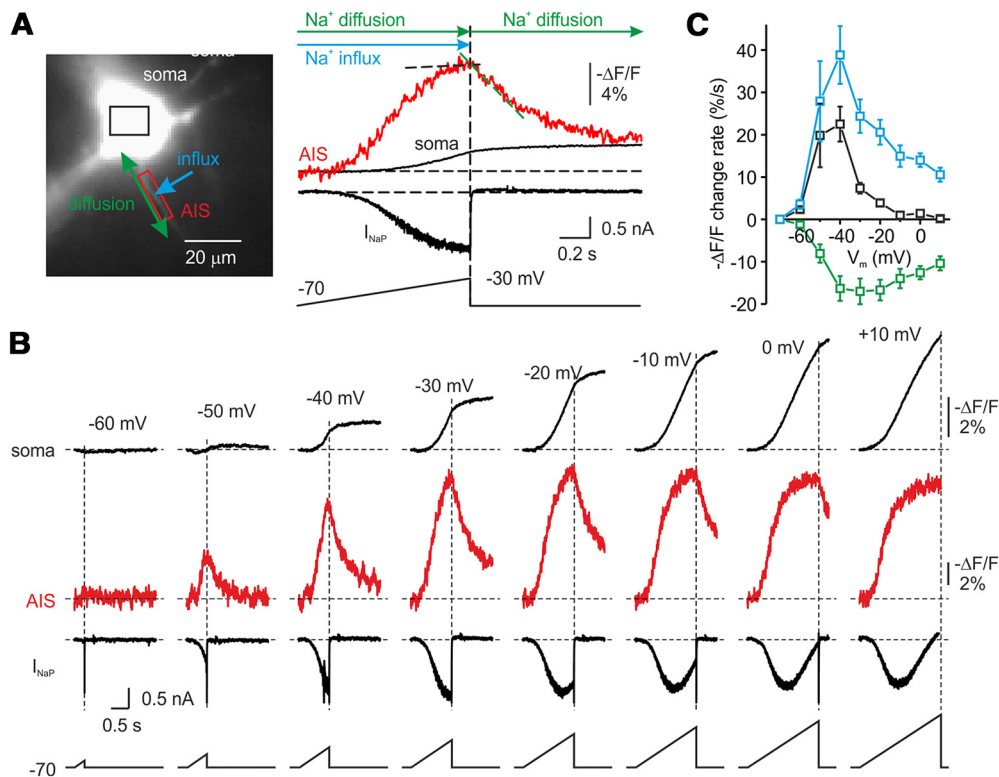 A
soma
soma
influx
diffusion
AIS
20 µm
Na+ diffusion
Na+ diffusion
Na+ influx
-ΔF/F
4%
soma
AIS
INaP
0.5 nA
0.2 s
-70
-30 mV
C
-ΔF/F change rate (%/s)
40
30
20
10
0
-10
-20
-60
-40
-20
0
Vm (mV)
B
-60 mV
-50 mV
-40 mV
-30 mV
-20 mV
-10 mV
0 mV
+10 mV
soma
-ΔF/F
2%
AIS
-ΔF/F
2%
INaP
0.5 nA
0.5 s
-70